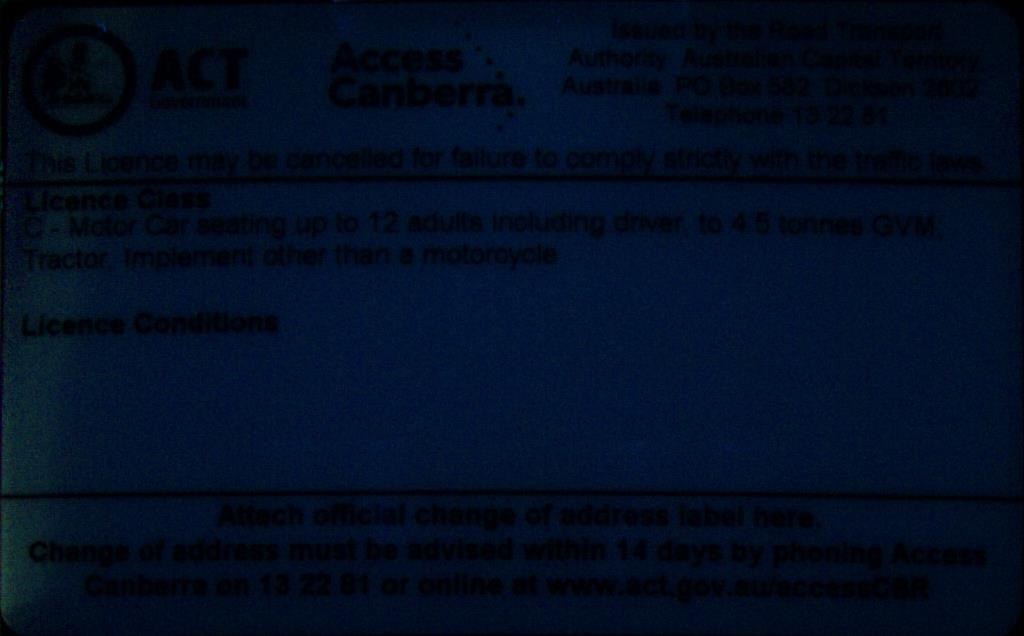 ACT
Government
Access
Canberra.
Issued by the Road Transport
Authority Australian Capital Territory
Australia PO Box 582 Dickson 2602
Telephone 13 22 81
This Licence may be cancelled for failure to comply strictly with the traffic laws.
Licence Class
C - Motor Car seating up to 12 adults including driver, to 4.5 tonnes GVM,
Tractor, Implement other than a motorcycle
Licence Conditions
Attach official change of address label here.
Change of address must be advised within 14 days by phoning Access
Canberra on 13 22 81 or online at www.act.gov.au/accessCBR